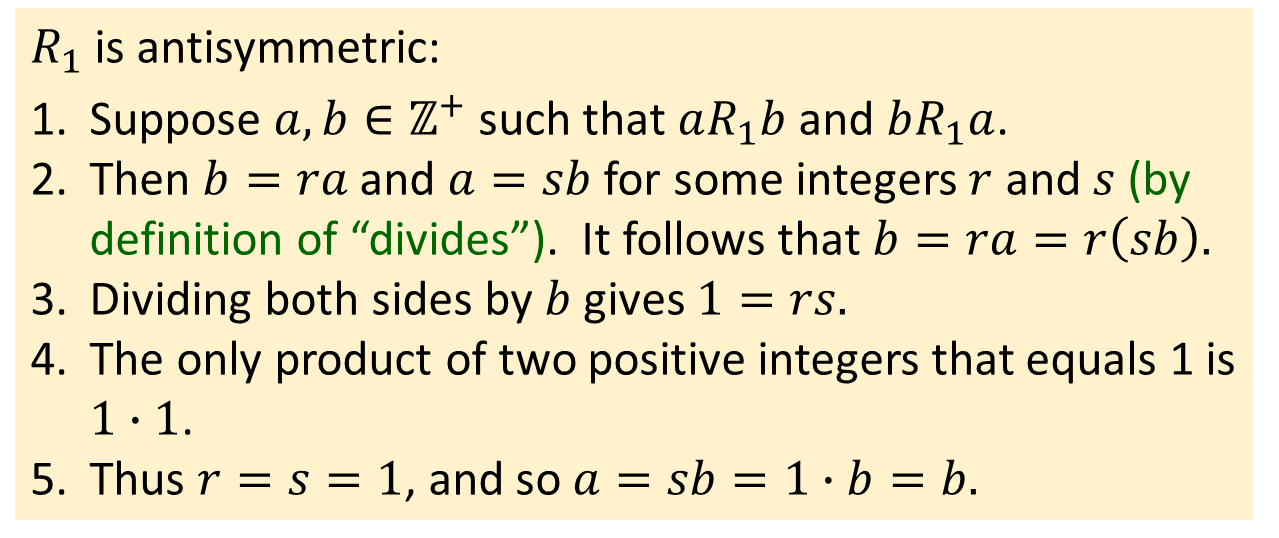 R₁ is antisymmetric:
1. Suppose a, b ∈ ℤ⁺ such that aR₁b and bR₁a.
2. Then b = ra and a = sb for some integers r and s (by
definition of “divides”). It follows that b = ra = r(sb).
3. Dividing both sides by b gives 1 = rs.
4. The only product of two positive integers that equals 1 is
1 · 1.
5. Thus r = s = 1, and so a = sb = 1 · b = b.